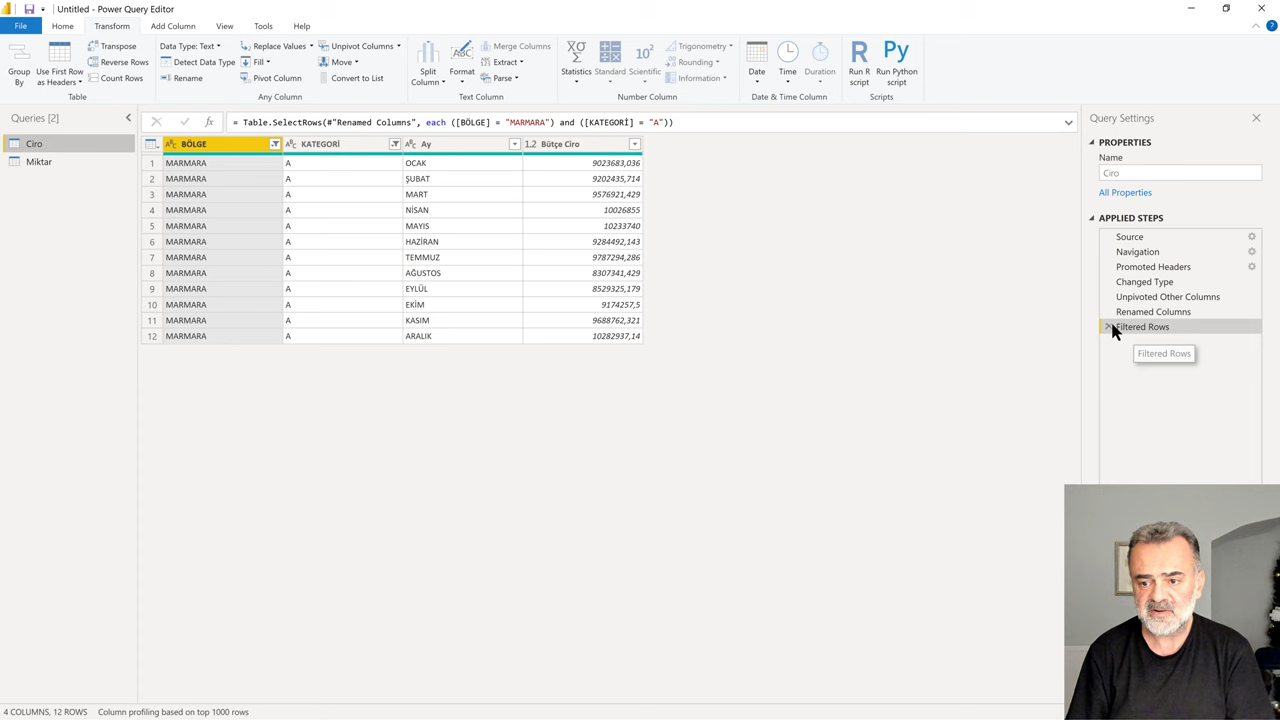 Untitled - Power Query Editor
File Home Transform Add Column View Tools Help
Group By
Use First Row as Headers
Transpose
Reverse Rows
Count Rows
Table
Data Type: Text
Detect Data Type
Rename
Replace Values
Fill
Pivot Column
Unpivot Columns
Move
Convert to List
Any Column
Split Column
Format
Merge Columns
Extract
Parse
Text Column
Statistics
Standard
Scientific
Trigonometry
Rounding
Information
Number Column
Date
Time
Duration
Date & Time Column
Run R script
Run Python script
Scripts
Queries [2]
Ciro
Miktar
= Table.SelectRows(#"Renamed Columns", each ([BÖLGE] = "MARMARA") and ([KATEGORİ] = "A"))
BÖLGE KATEGORİ Ay 1.2 Bütçe Ciro
1 MARMARA A OCAK 9023683,036
2 MARMARA A ŞUBAT 9202435,714
3 MARMARA A MART 9576921,429
4 MARMARA A NİSAN 10026855
5 MARMARA A MAYIS 10233740
6 MARMARA A HAZİRAN 9284492,143
7 MARMARA A TEMMUZ 9787294,286
8 MARMARA A AĞUSTOS 8307341,429
9 MARMARA A EYLÜL 8529325,179
10 MARMARA A EKİM 9174257,5
11 MARMARA A KASIM 9688762,321
12 MARMARA A ARALIK 10282937,14
Query Settings
PROPERTIES
Name
Ciro
All Properties
APPLIED STEPS
Source
Navigation
Promoted Headers
Changed Type
Unpivoted Other Columns
Renamed Columns
Filtered Rows
Filtered Rows
4 COLUMNS, 12 ROWS Column profiling based on top 1000 rows